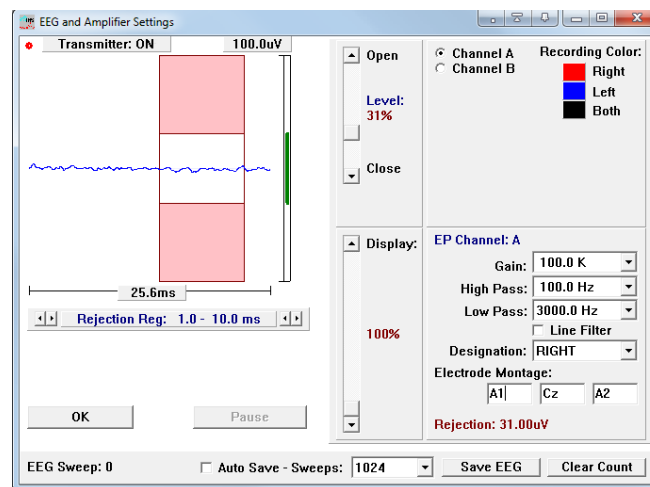 EEG and Amplifier Settings
Transmitter: ON
100.0uV
25.6ms
Rejection Reg: 1.0 - 10.0 ms
OK
Pause
Open
Level:
31%
Close
Display:
100%
Channel A
Channel B
Recording Color:
Right
Left
Both
EP Channel: A
Gain: 100.0 K
High Pass: 100.0 Hz
Low Pass: 3000.0 Hz
Line Filter
Designation: RIGHT
Electrode Montage:
A1 Cz A2
Rejection: 31.00uV
EEG Sweep: 0
Auto Save - Sweeps: 1024
Save EEG
Clear Count